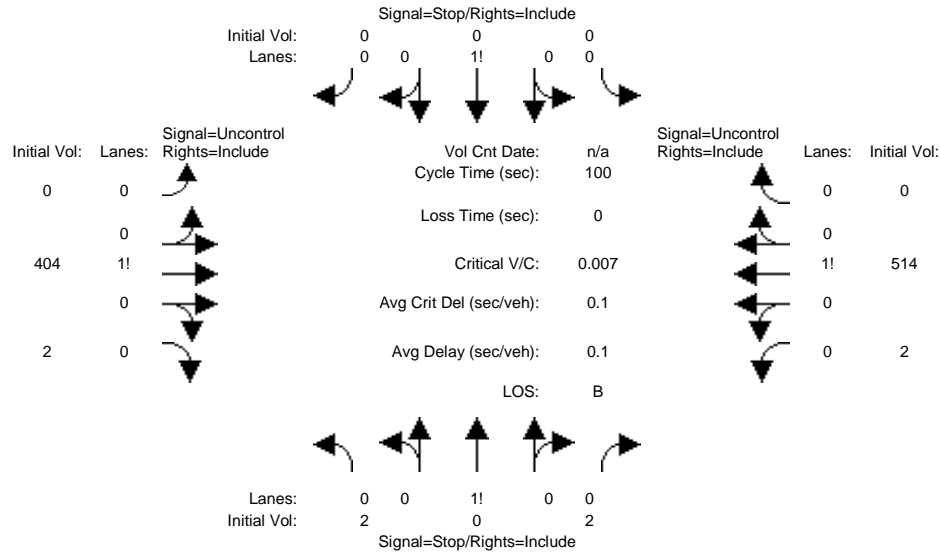 Signal=Stop/Rights=Include
Initial Vol: 0 0 0
Lanes: 0 0 1! 0 0
Signal=Uncontrol
Initial Vol: Lanes: Rights=Include
0 0
0
404 1!
0
2 0
Vol Cnt Date: n/a
Cycle Time (sec): 100
Loss Time (sec): 0
Critical V/C: 0.007
Avg Crit Del (sec/veh): 0.1
Avg Delay (sec/veh): 0.1
LOS: B
Signal=Uncontrol
Rights=Include Lanes: Initial Vol:
0 0
0
1! 514
0
0 2
Lanes: 0 0 1! 0 0
Initial Vol: 2 0 2
Signal=Stop/Rights=Include